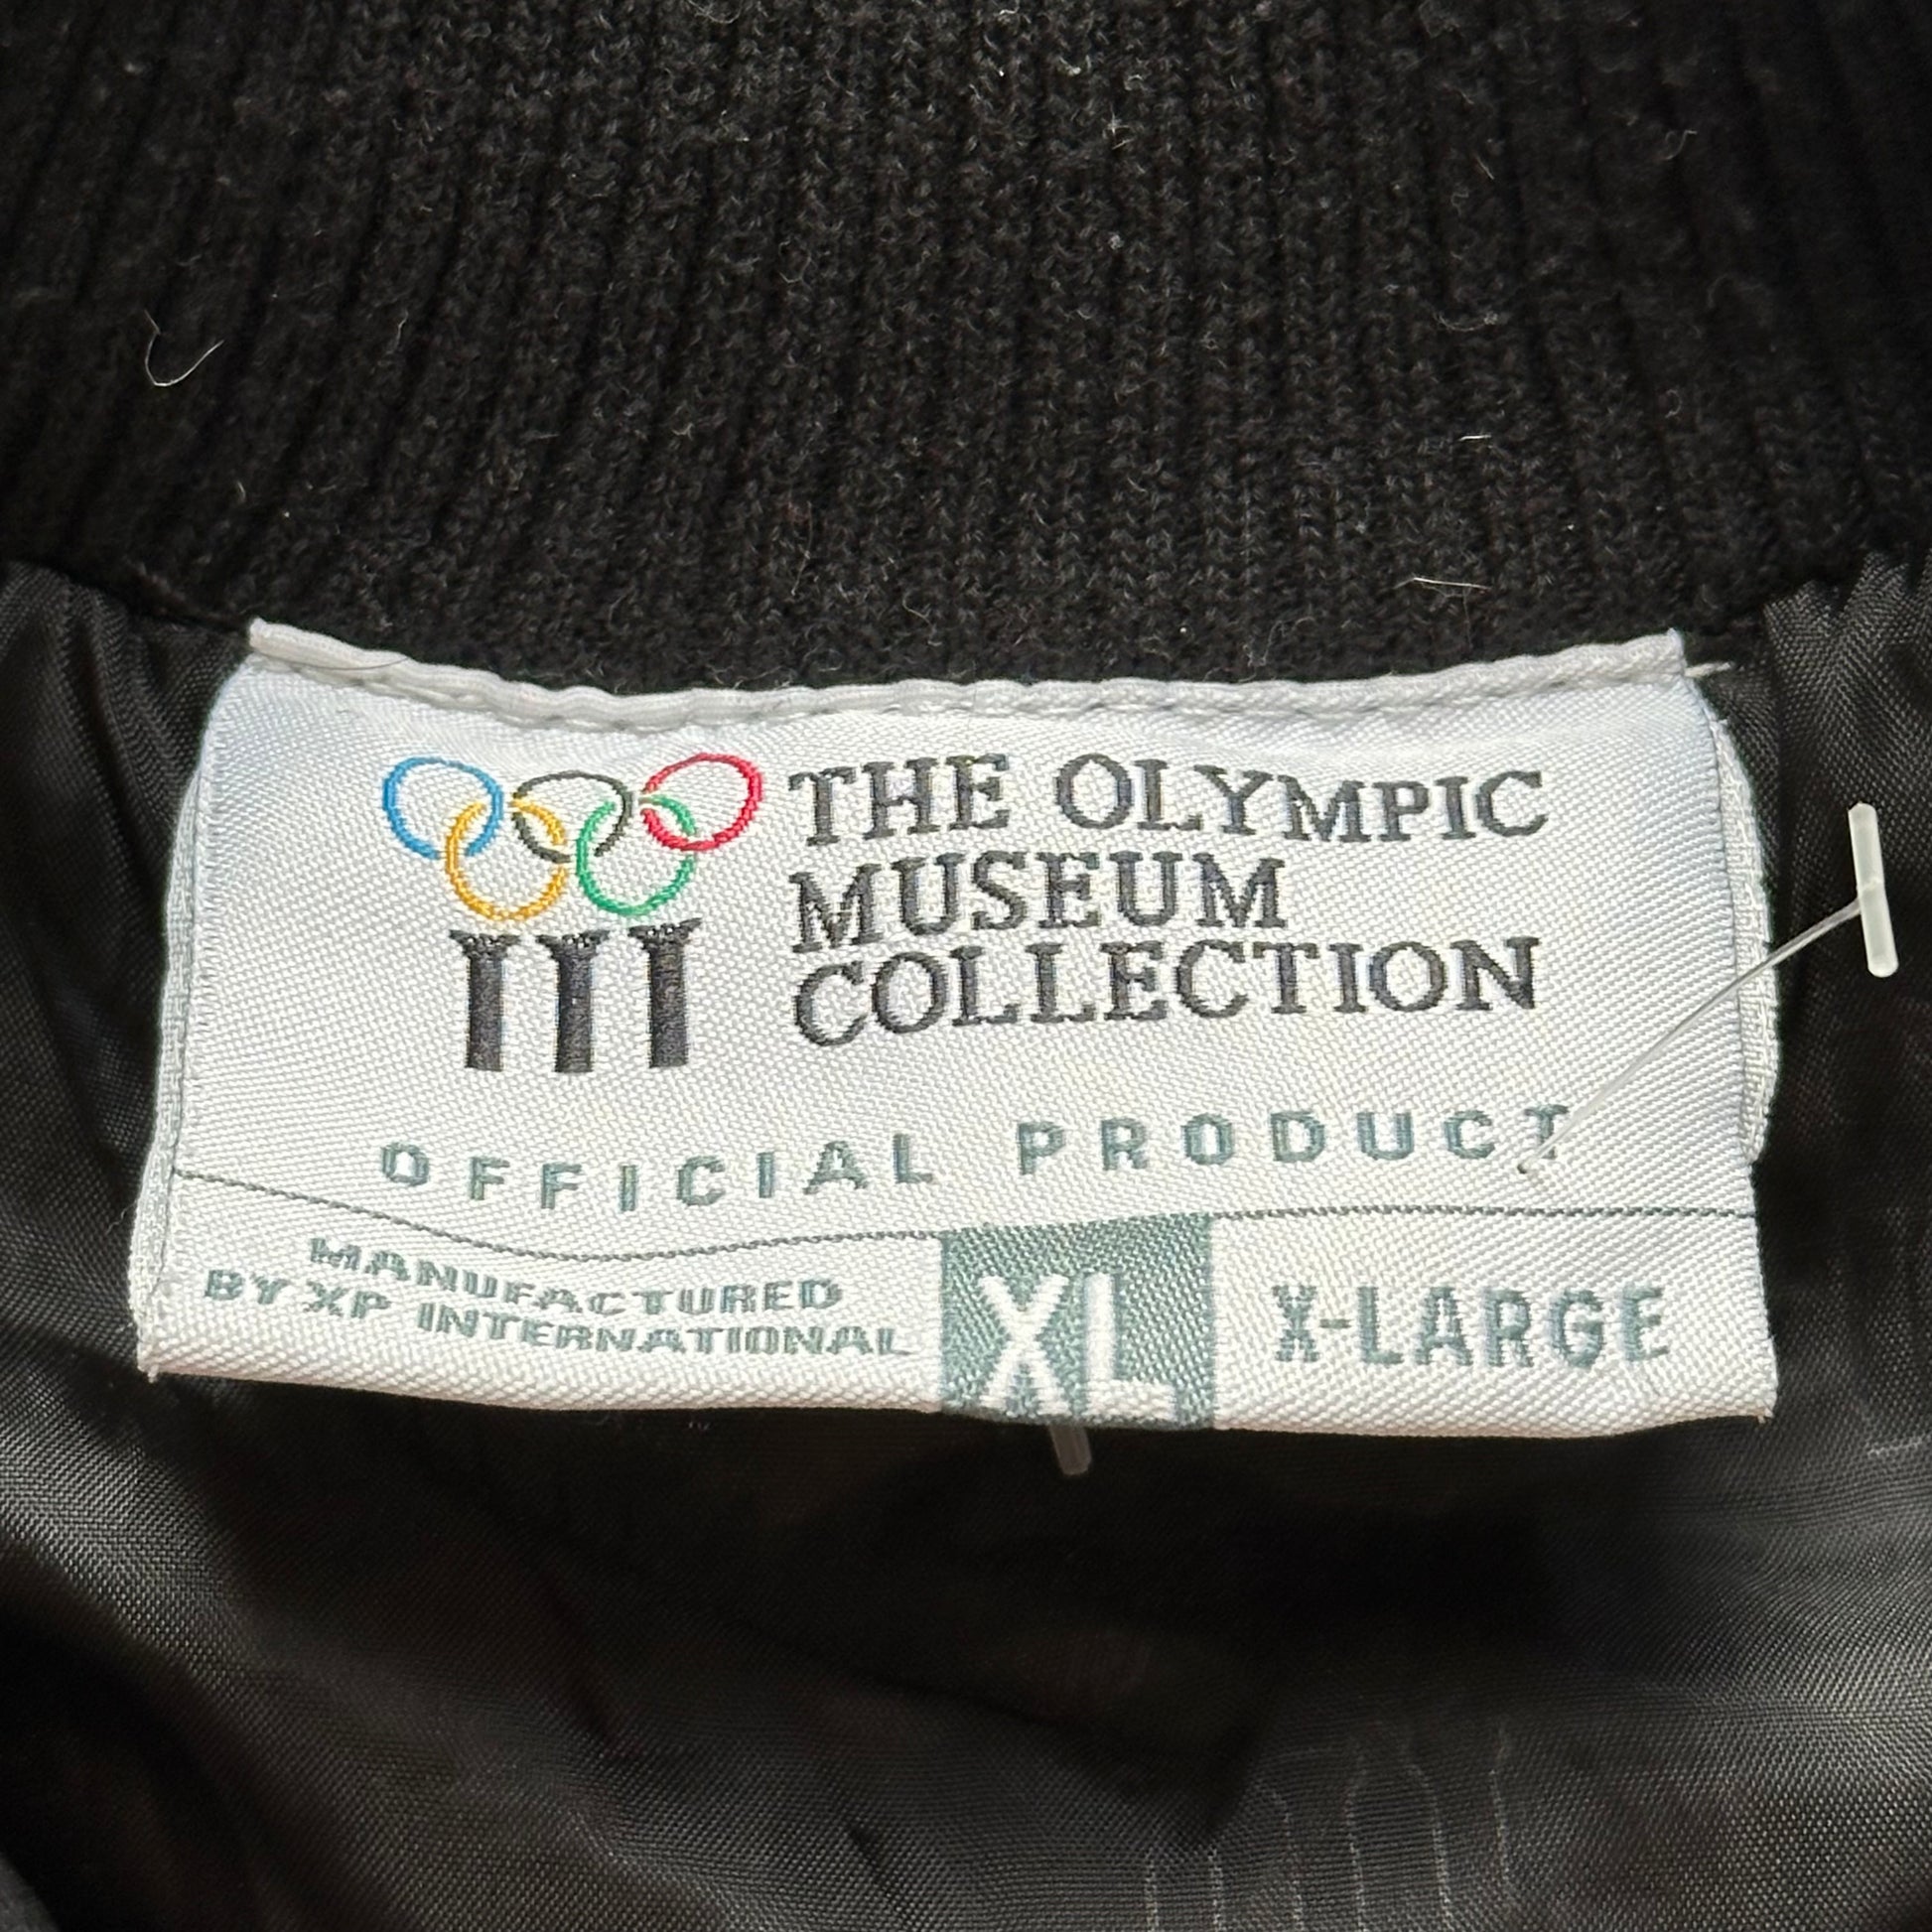 THE OLYMPIC
MUSEUM
COLLECTION
OFFICIAL PRODUCT
MANUFACTURED
BY XP INTERNATIONAL
XL
X-LARGE